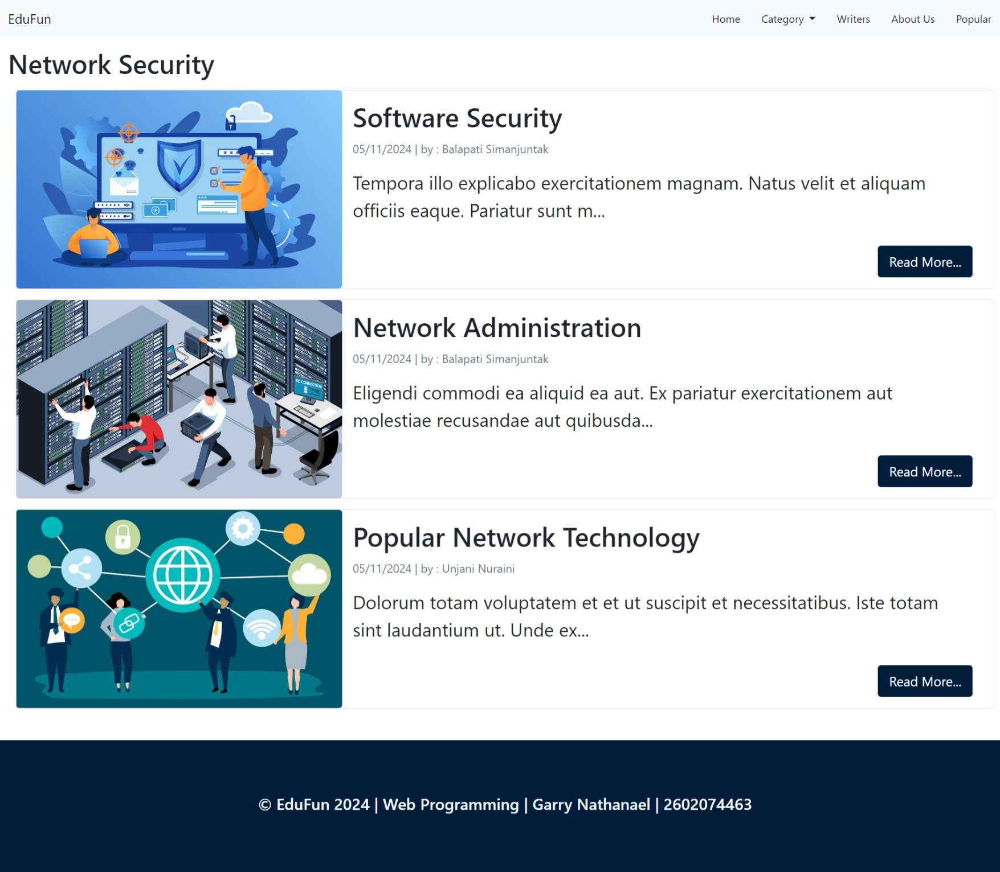 EduFun
Home Category Writers About Us Popular
Network Security
Software Security
05/11/2024 | by : Balapati Simanjuntak
Tempora illo explicabo exercitationem magnam. Natus velit et aliquam
officiis eaque. Pariatur sunt m...
Read More...
NO CONNECTION
Network Administration
05/11/2024 | by : Balapati Simanjuntak
Eligendi commodi ea aliquid ea aut. Ex pariatur exercitationem aut
molestiae recusandae aut quibusda...
Read More...
Popular Network Technology
05/11/2024 | by : Unjani Nuraini
Dolorum totam voluptatem et et ut suscipit et necessitatibus. Iste totam
sint laudantium ut. Unde ex...
Read More...
© EduFun 2024 | Web Programming | Garry Nathanael | 2602074463